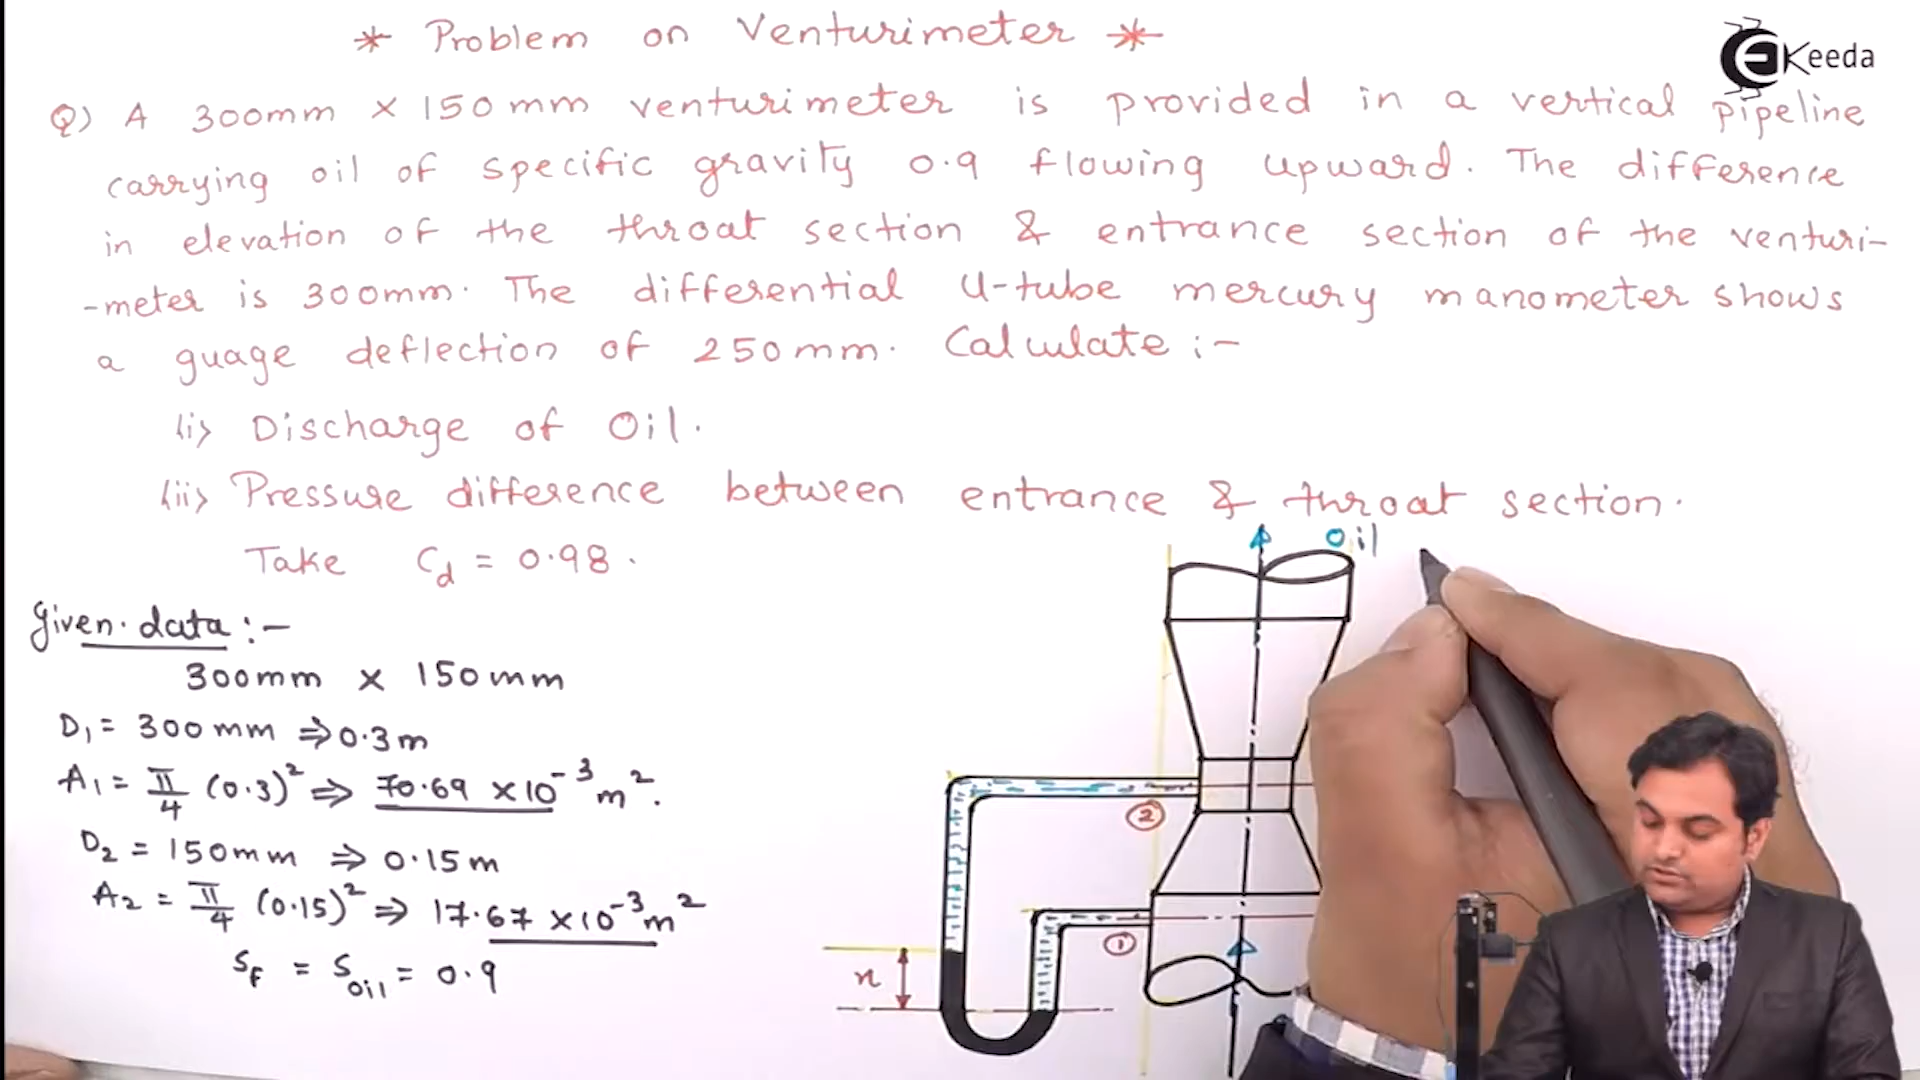 * Problem on Venturimeter *
Keeda
Q) A 300mm × 150mm venturimeter is provided in a vertical pipeline
carrying oil of specific gravity 0.9 flowing upward. The difference
in elevation of the throat section & entrance section of the venturi-
-meter is 300mm. The differential U-tube mercury manometer shows
a guage deflection of 250mm. Calculate :-
(i) Discharge of Oil.
(ii) Pressure difference between entrance & throat section.
Take Cd = 0.98.
Oil
Given data :-
300mm × 150mm
D₁ = 300mm ⇒ 0.3m
A₁ = π/4 (0.3)² ⇒ 70.69 × 10⁻³ m².
D₂ = 150mm ⇒ 0.15m
A₂ = π/4 (0.15)² ⇒ 17.67 × 10⁻³ m²
Sf = Soil = 0.9
②
①
x